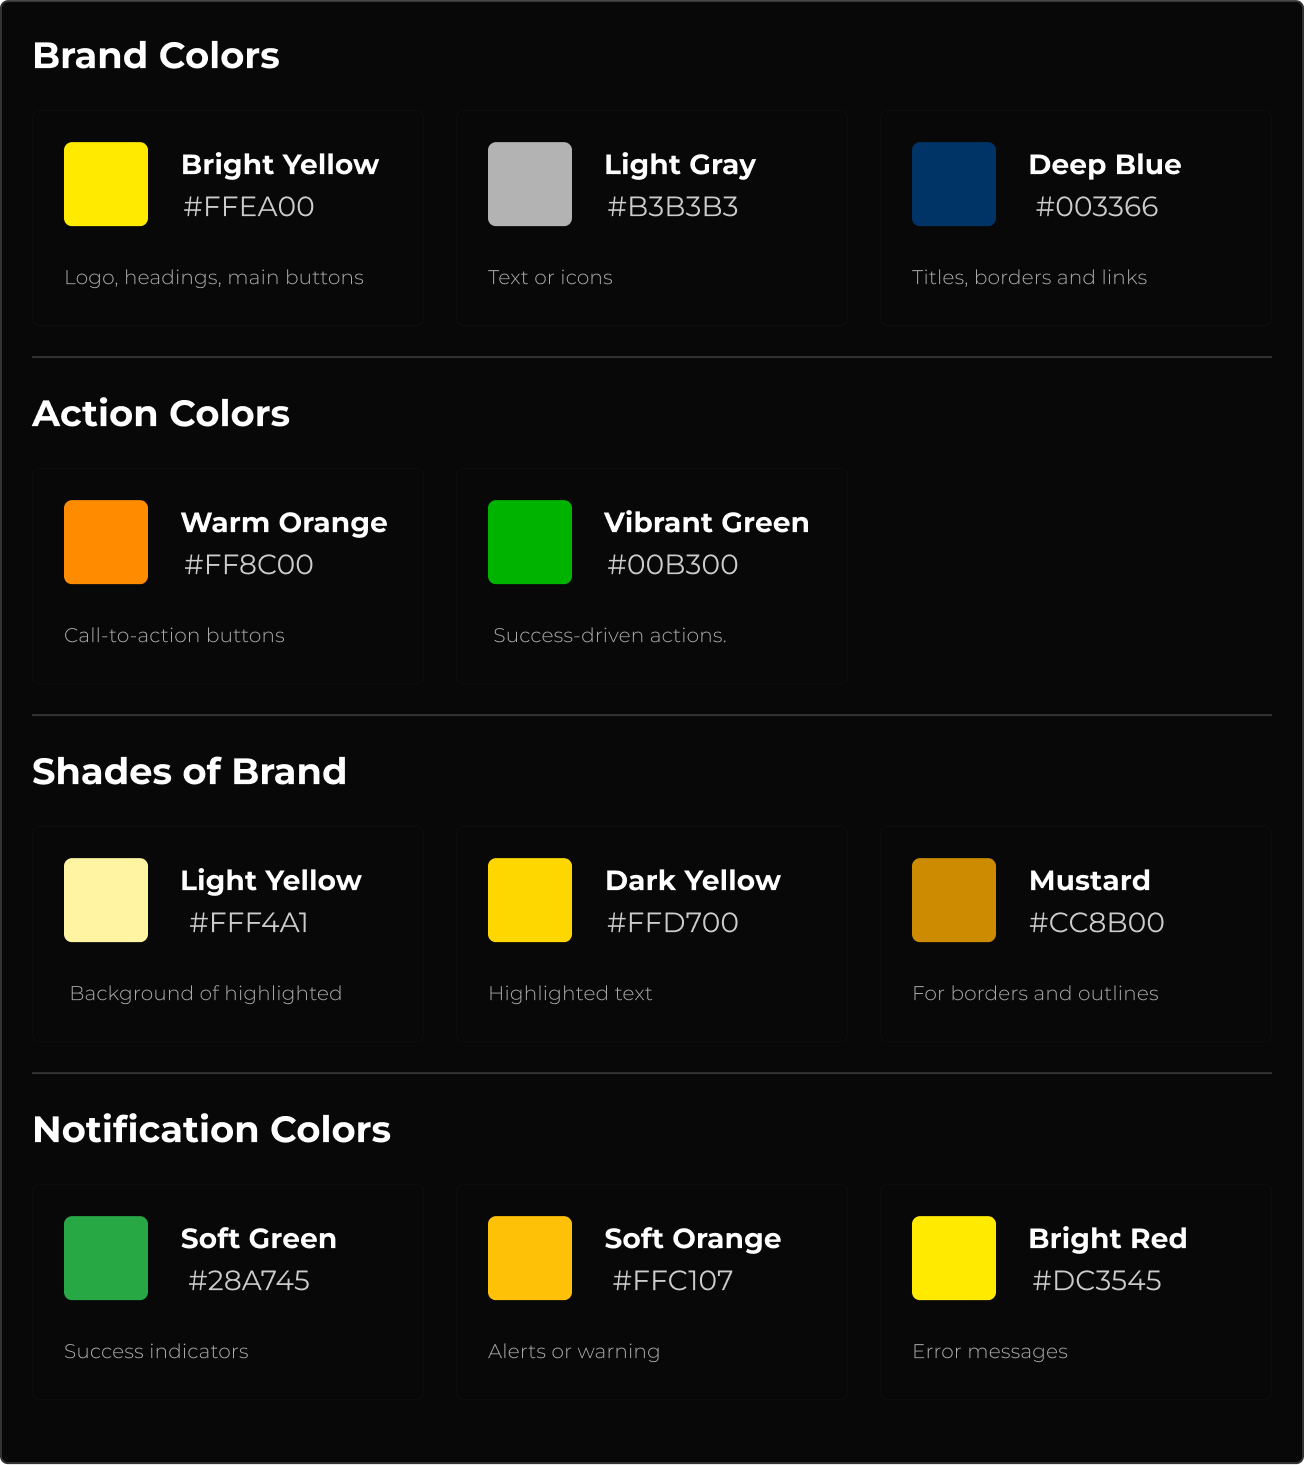 Brand Colors
Bright Yellow
#FFEA00
Logo, headings, main buttons
Light Gray
#B3B3B3
Text or icons
Deep Blue
#003366
Titles, borders and links
Action Colors
Warm Orange
#FF8C00
Call-to-action buttons
Vibrant Green
#00B300
Success-driven actions.
Shades of Brand
Light Yellow
#FFF4A1
Background of highlighted
Dark Yellow
#FFD700
Highlighted text
Mustard
#CC8B00
For borders and outlines
Notification Colors
Soft Green
#28A745
Success indicators
Soft Orange
#FFC107
Alerts or warning
Bright Red
#DC3545
Error messages